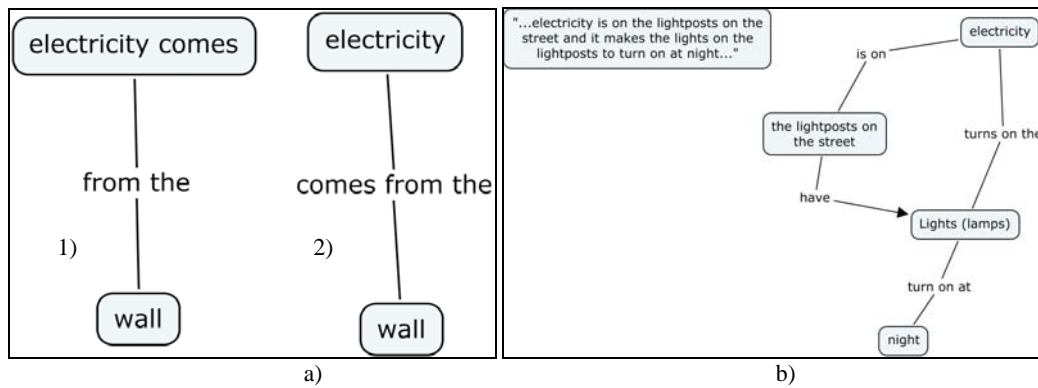 electricity comes
from the
1)
wall
electricity
comes from the
2)
wall
a)
"...electricity is on the lightposts on the
street and it makes the lights on the
lightposts to turn on at night..."
electricity
is on
the lightposts on
the street
turns on the
have
Lights (lamps)
turn on at
night
b)